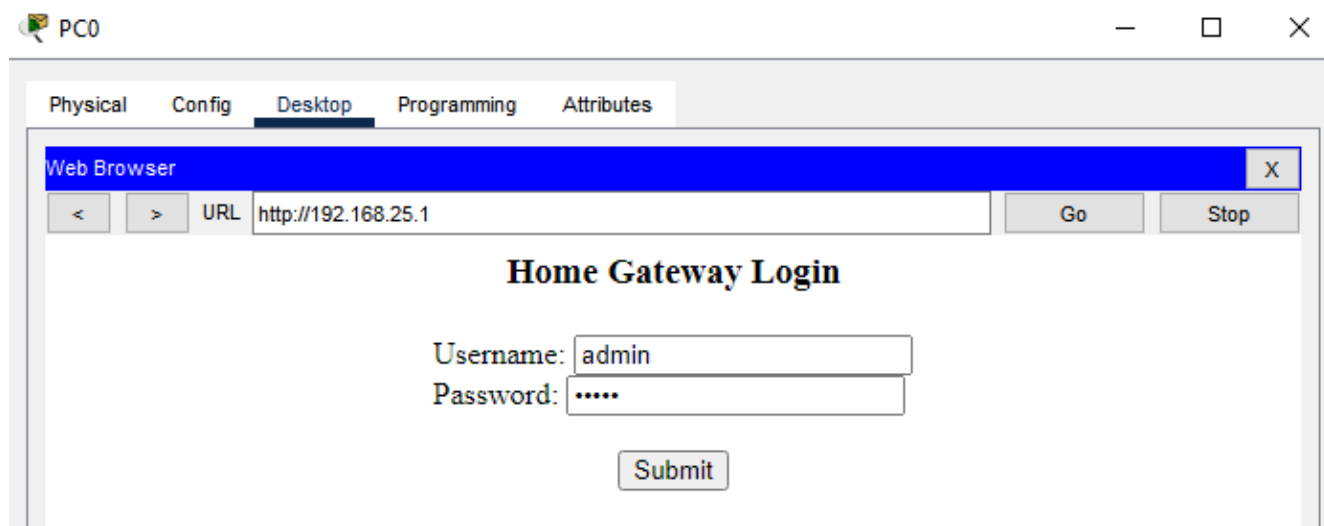 PC0
Physical Config Desktop Programming Attributes
Web Browser X
< > URL http://192.168.25.1 Go Stop
Home Gateway Login
Username: admin
Password: •••••
Submit